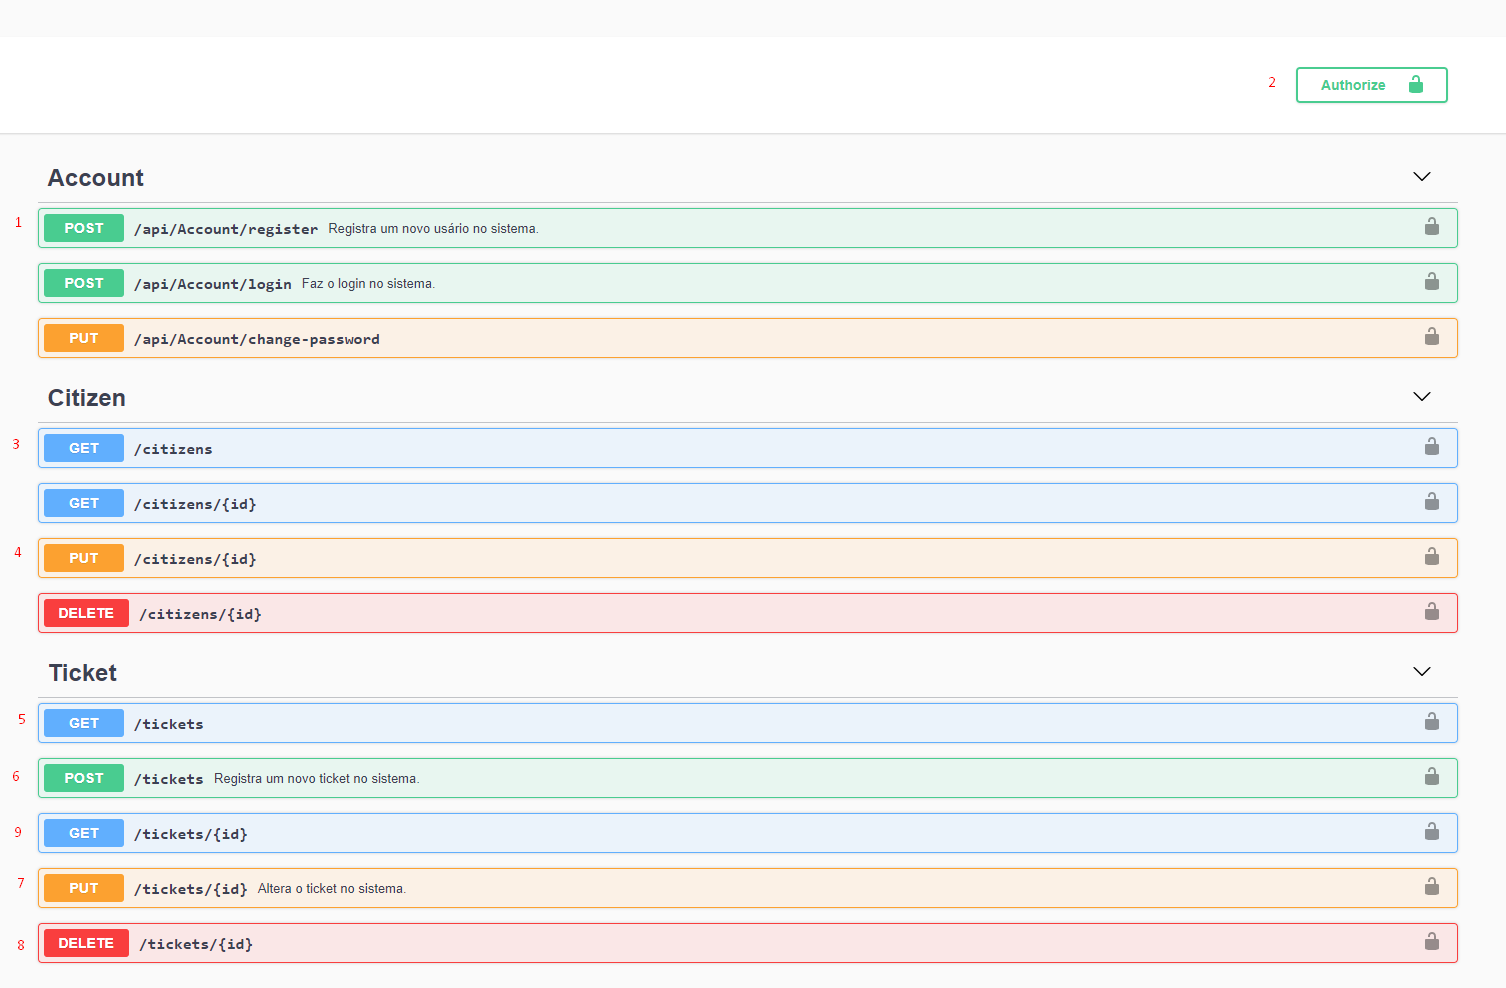 2 Authorize
Account
1 POST /api/Account/register Registra um novo usário no sistema.
POST /api/Account/login Faz o login no sistema.
PUT /api/Account/change-password
Citizen
3 GET /citizens
GET /citizens/{id}
4 PUT /citizens/{id}
DELETE /citizens/{id}
Ticket
5 GET /tickets
6 POST /tickets Registra um novo ticket no sistema.
9 GET /tickets/{id}
7 PUT /tickets/{id} Altera o ticket no sistema.
8 DELETE /tickets/{id}